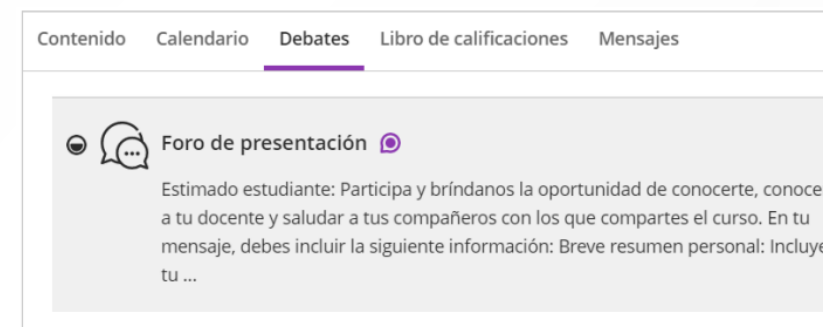 Contenido Calendario Debates Libro de calificaciones Mensajes
Foro de presentación
Estimado estudiante: Participa y bríndanos la oportunidad de conocerte, conoce
a tu docente y saludar a tus compañeros con los que compartes el curso. En tu
mensaje, debes incluir la siguiente información: Breve resumen personal: Incluye
tu ...